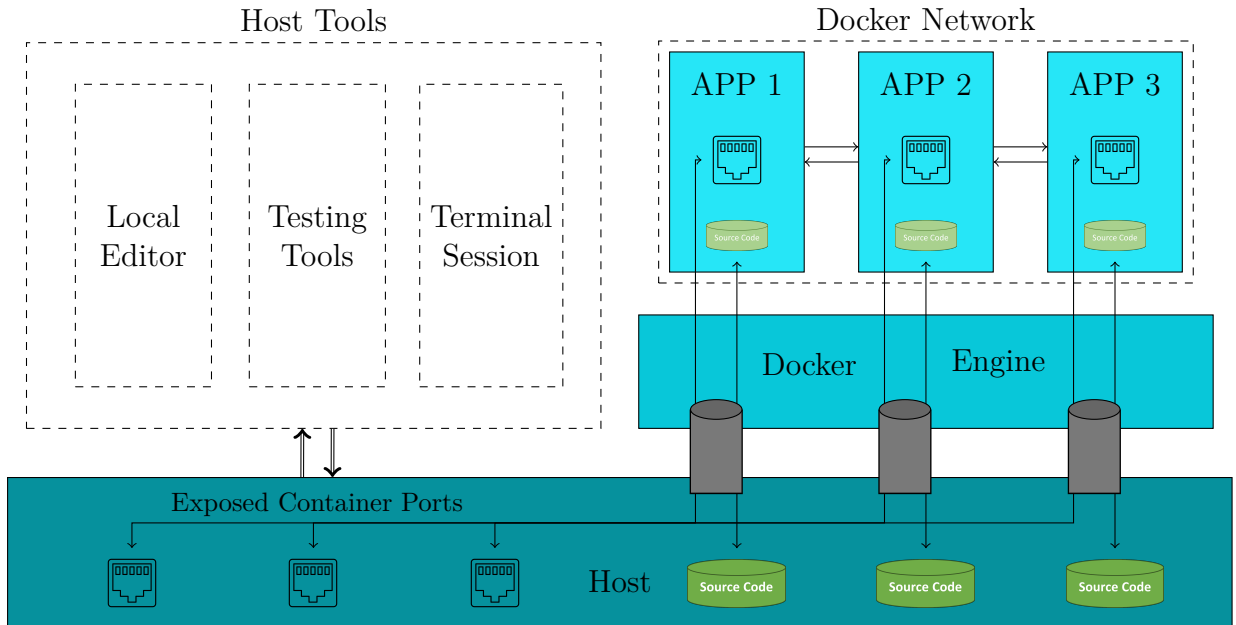 Host Tools
Docker Network
Local
Editor
Testing
Tools
Terminal
Session
APP 1
APP 2
APP 3
Source Code
Source Code
Source Code
Docker
Engine
Exposed Container Ports
Host
Source Code
Source Code
Source Code